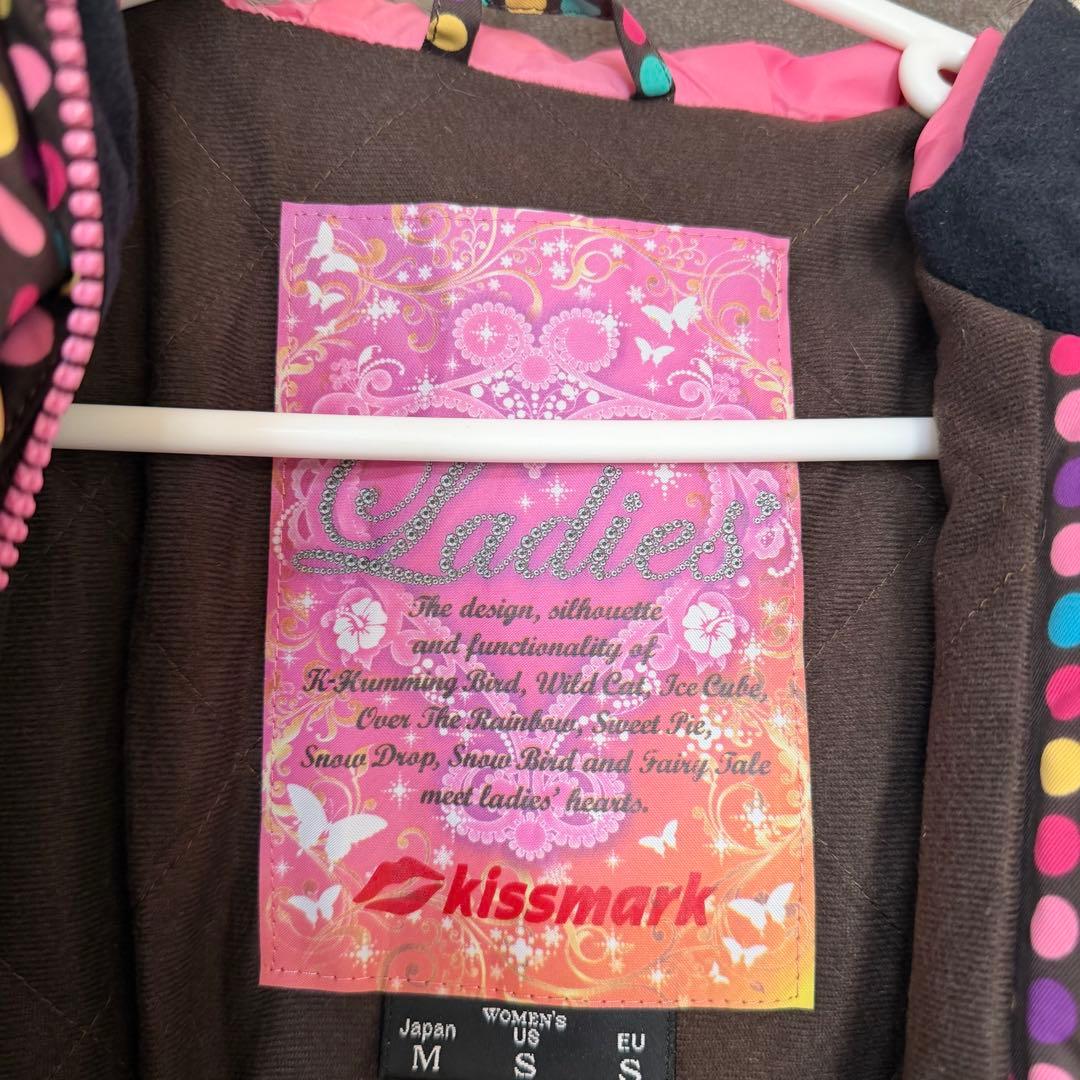 Ladies'
The design, silhouette
and functionality of
K-Humming Bird, Wild Cat, Ice Cube,
Over The Rainbow, Sweet Pie,
Snow Drop, Snow Bird and Fairy Tale
meet ladies' hearts.
kissmark
WOMEN'S
Japan US EU
M S S